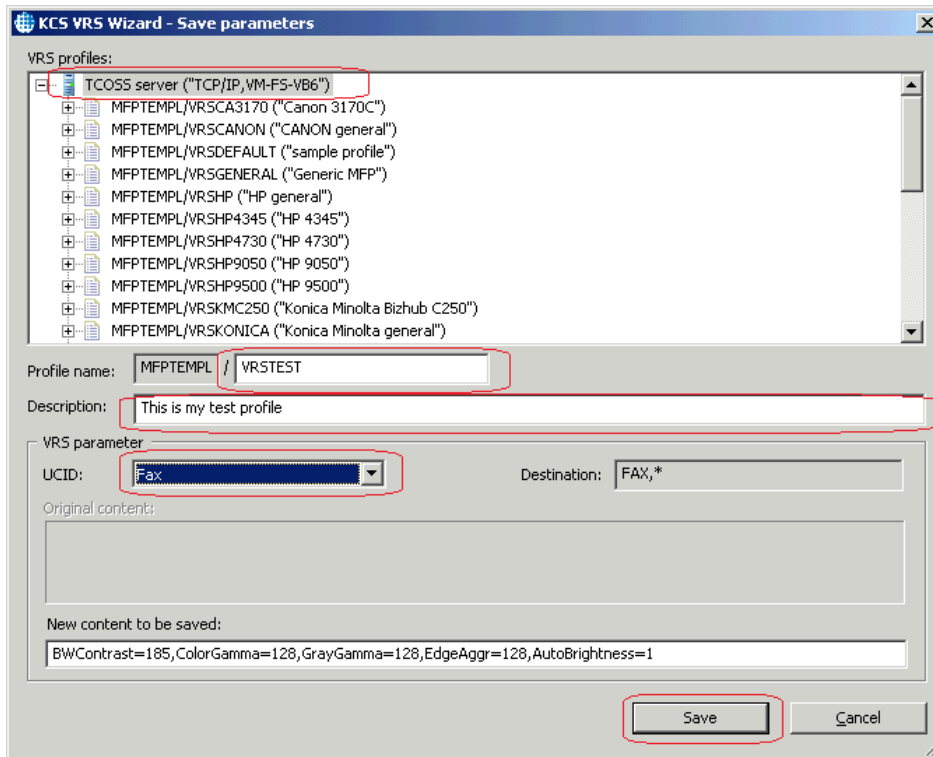 KCS VRS Wizard - Save parameters
VRS profiles:
TCOSS server ("TCP/IP,VM-FS-VB6")
MFPTEMPL/VRSCA3170 ("Canon 3170C")
MFPTEMPL/VRSCANON ("CANON general")
MFPTEMPL/VRSDEFAULT ("sample profile")
MFPTEMPL/VRSGENERAL ("Generic MFP")
MFPTEMPL/VRSHP ("HP general")
MFPTEMPL/VRSHP4345 ("HP 4345")
MFPTEMPL/VRSHP4730 ("HP 4730")
MFPTEMPL/VRSHP9050 ("HP 9050")
MFPTEMPL/VRSHP9500 ("HP 9500")
MFPTEMPL/VRSKMC250 ("Konica Minolta Bizhub C250")
MFPTEMPL/VRSKONICA ("Konica Minolta general")
Profile name: MFPTEMPL / VRSTEST
Description: This is my test profile
VRS parameter
UCID: Fax Destination: FAX,*
Original content:
New content to be saved:
BWContrast=185,ColorGamma=128,GrayGamma=128,EdgeAggr=128,AutoBrightness=1
Save Cancel